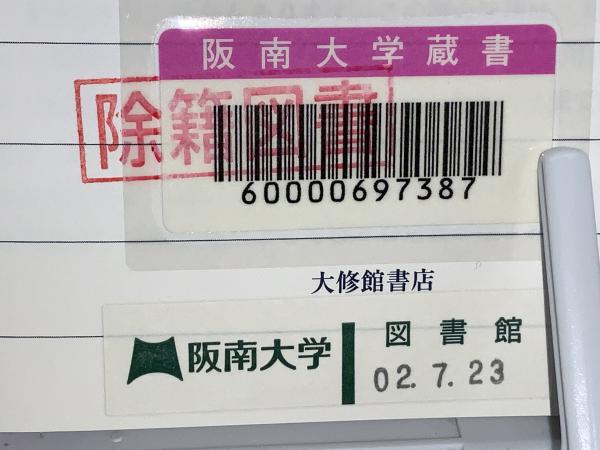 阪南大学蔵書
除籍図書
60000697387
大修館書店
阪南大学
図書館
02.7.23